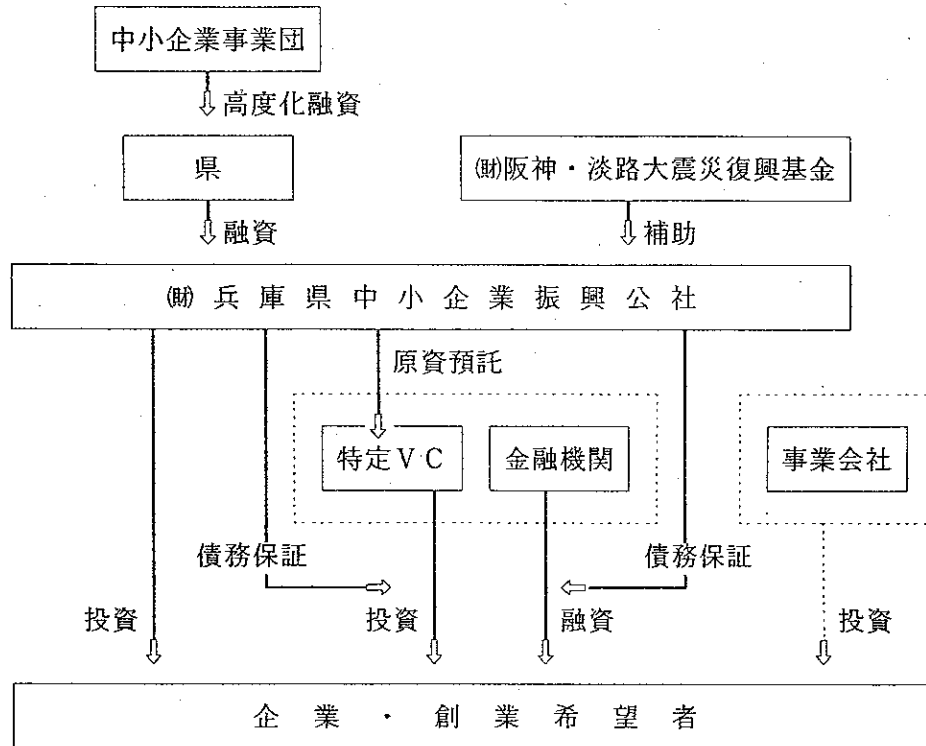 中小企業事業団
高度化融資
県
㈶阪神・淡路大震災復興基金
融資
補助
㈶兵庫県中小企業振興公社
原資預託
特定VC
金融機関
事業会社
債務保証
債務保証
投資
投資
融資
投資
企業・創業希望者